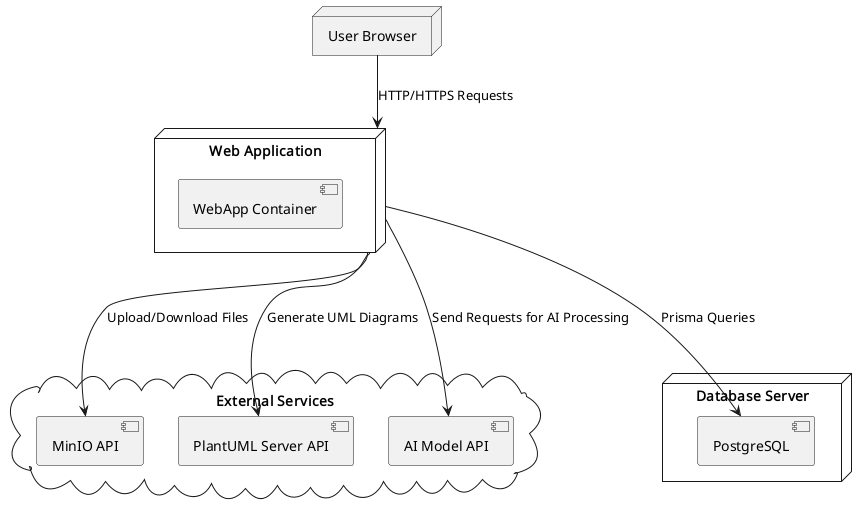 User Browser
HTTP/HTTPS Requests
Web Application
WebApp Container
Upload/Download Files
Generate UML Diagrams
Send Requests for AI Processing
Prisma Queries
External Services
Database Server
MinIO API
PlantUML Server API
AI Model API
PostgreSQL